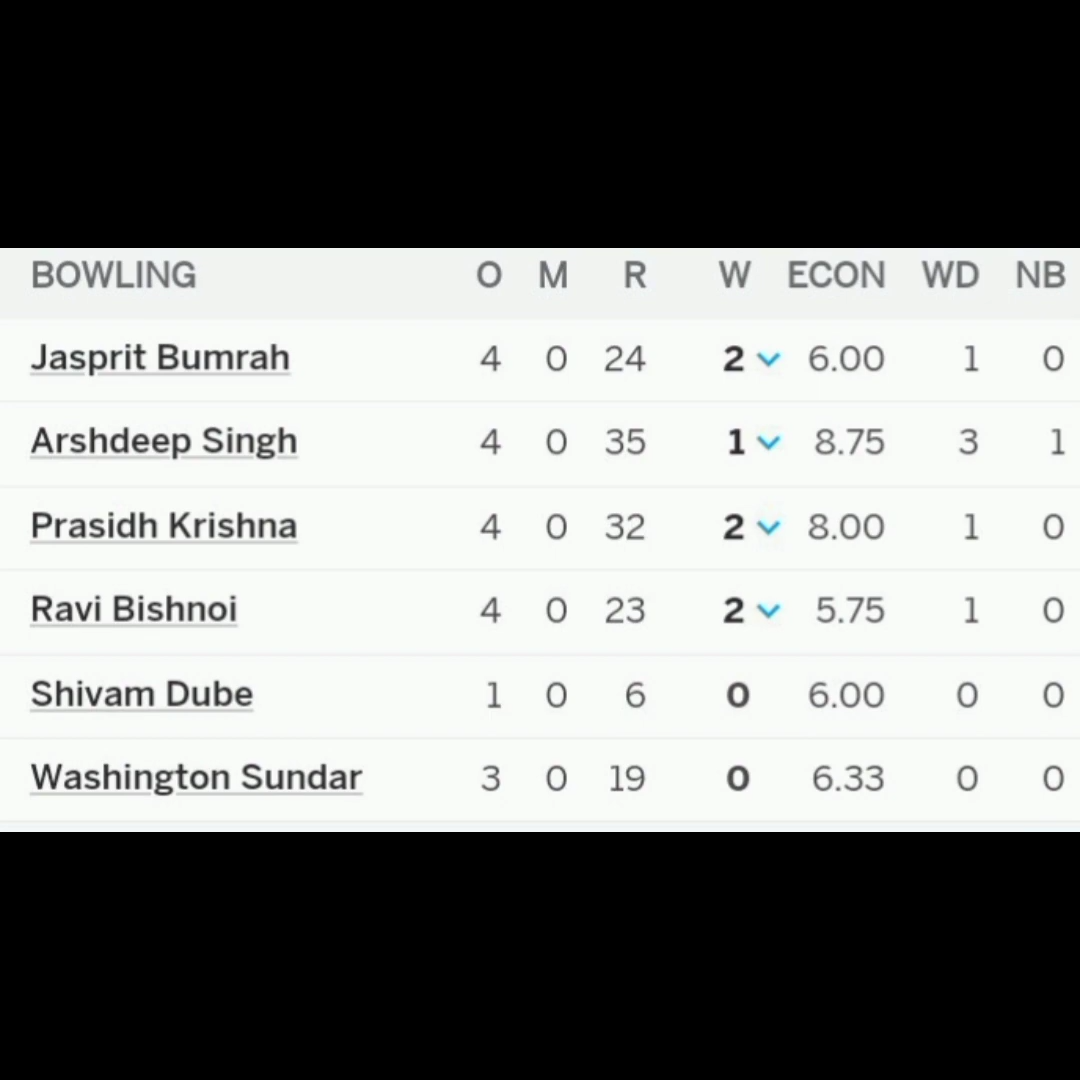 BOWLING O M R W ECON WD NB
Jasprit Bumrah 4 0 24 2 6.00 1 0
Arshdeep Singh 4 0 35 1 8.75 3 1
Prasidh Krishna 4 0 32 2 8.00 1 0
Ravi Bishnoi 4 0 23 2 5.75 1 0
Shivam Dube 1 0 6 0 6.00 0 0
Washington Sundar 3 0 19 0 6.33 0 0